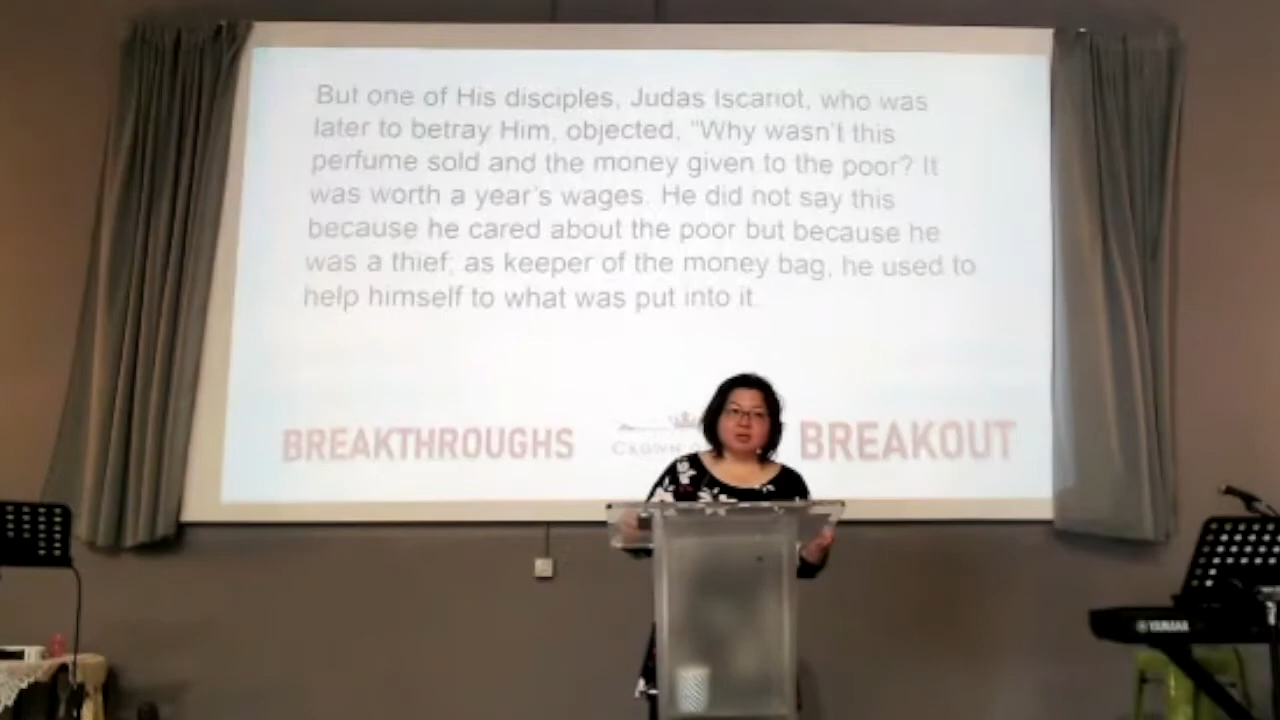 But one of His disciples, Judas Iscariot, who was
later to betray Him, objected, "Why wasn't this
perfume sold and the money given to the poor? It
was worth a year's wages. He did not say this
because he cared about the poor but because he
was a thief; as keeper of the money bag, he used to
help himself to what was put into it.
BREAKTHROUGHS
CROWN
BREAKOUT
YAMAHA